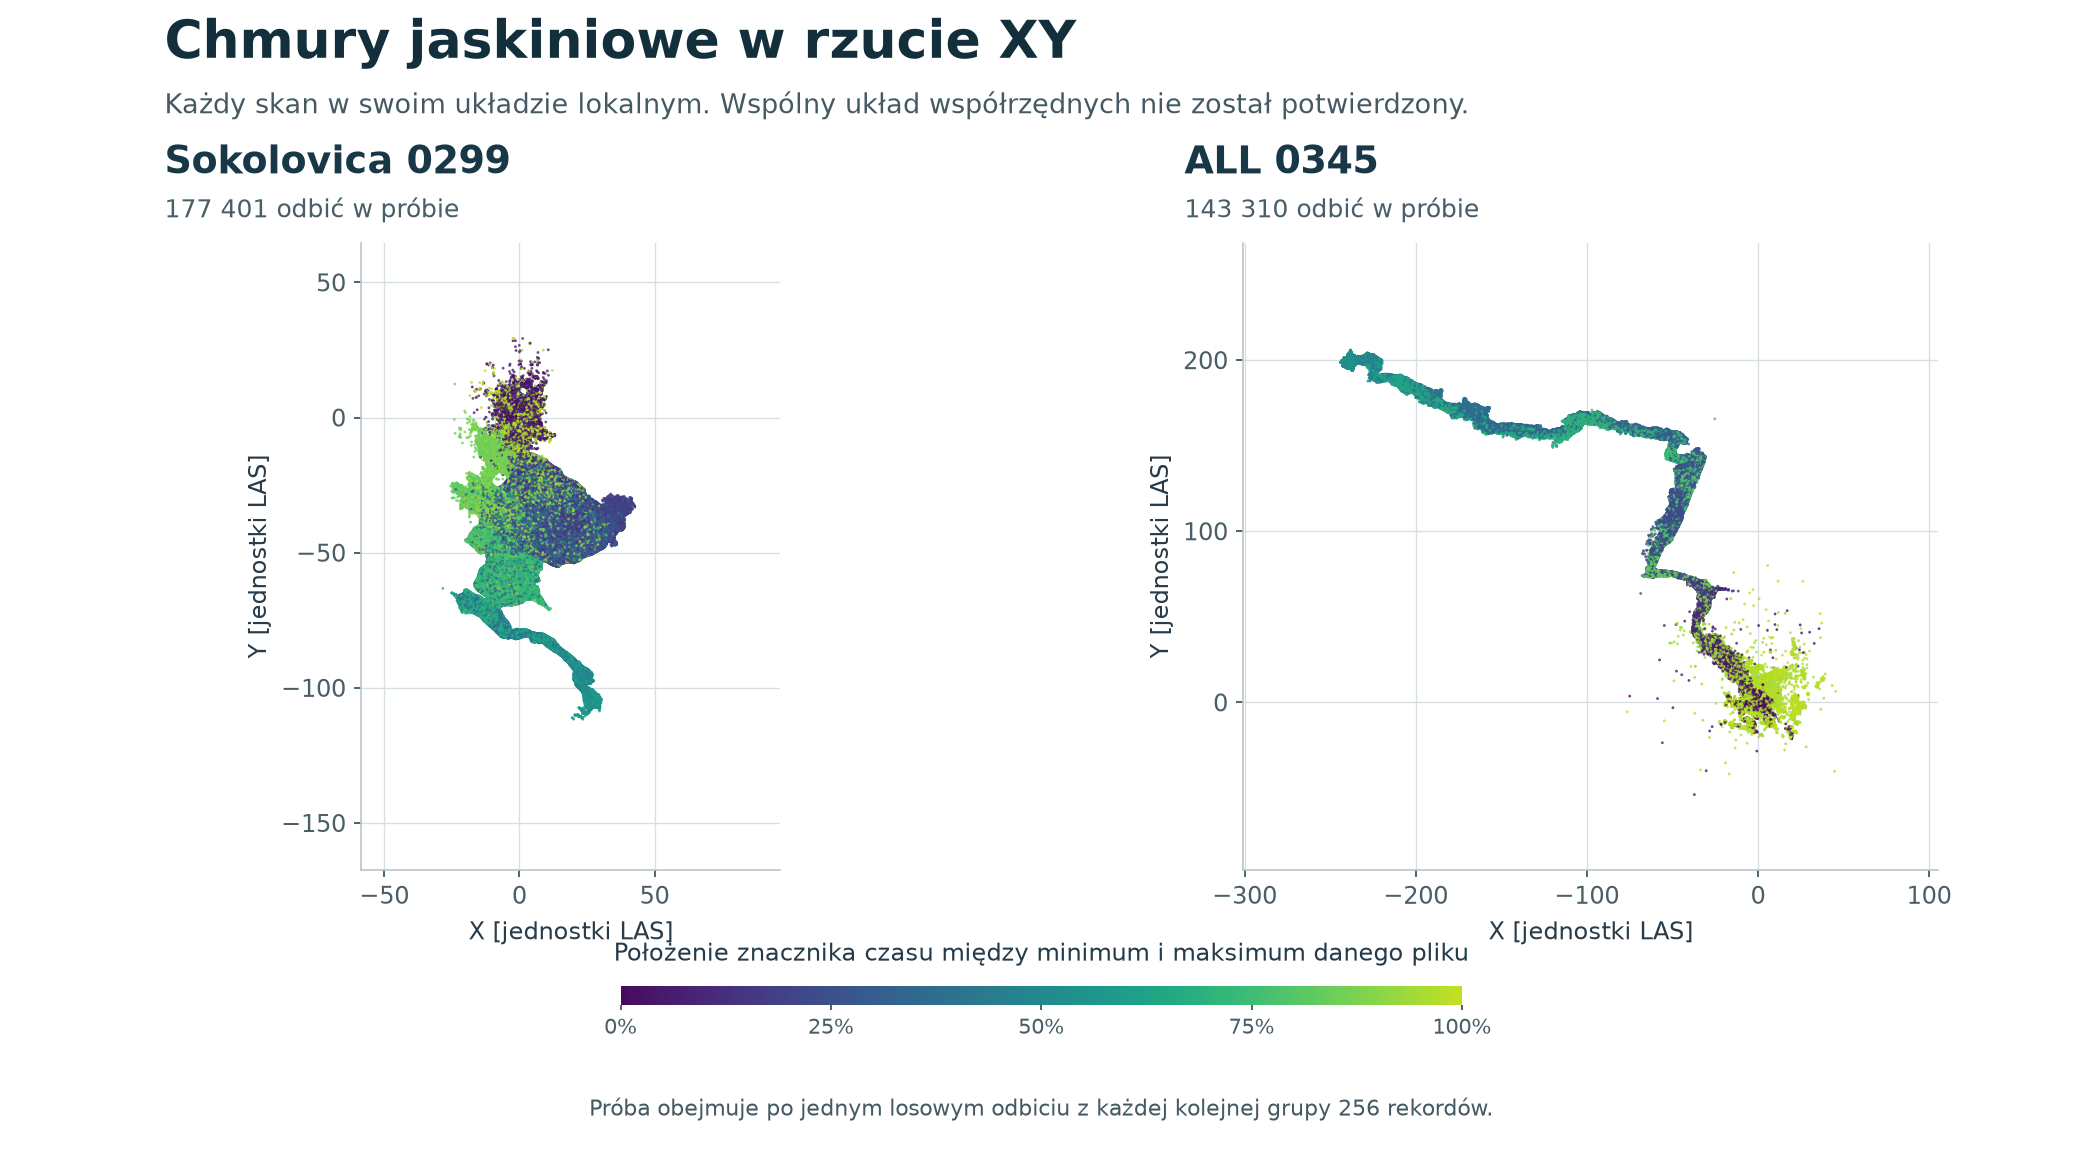 Chmury jaskiniowe w rzucie XY
Każdy skan w swoim układzie lokalnym. Wspólny układ współrzędnych nie został potwierdzony.
Sokolovica 0299
177 401 odbić w próbie
50
0
−50
−100
−150
Y [jednostki LAS]
−50
0
50
X [jednostki LAS]
ALL 0345
143 310 odbić w próbie
200
100
0
Y [jednostki LAS]
−300
−200
−100
0
100
X [jednostki LAS]
Położenie znacznika czasu między minimum i maksimum danego pliku
0%
25%
50%
75%
100%
Próba obejmuje po jednym losowym odbiciu z każdej kolejnej grupy 256 rekordów.